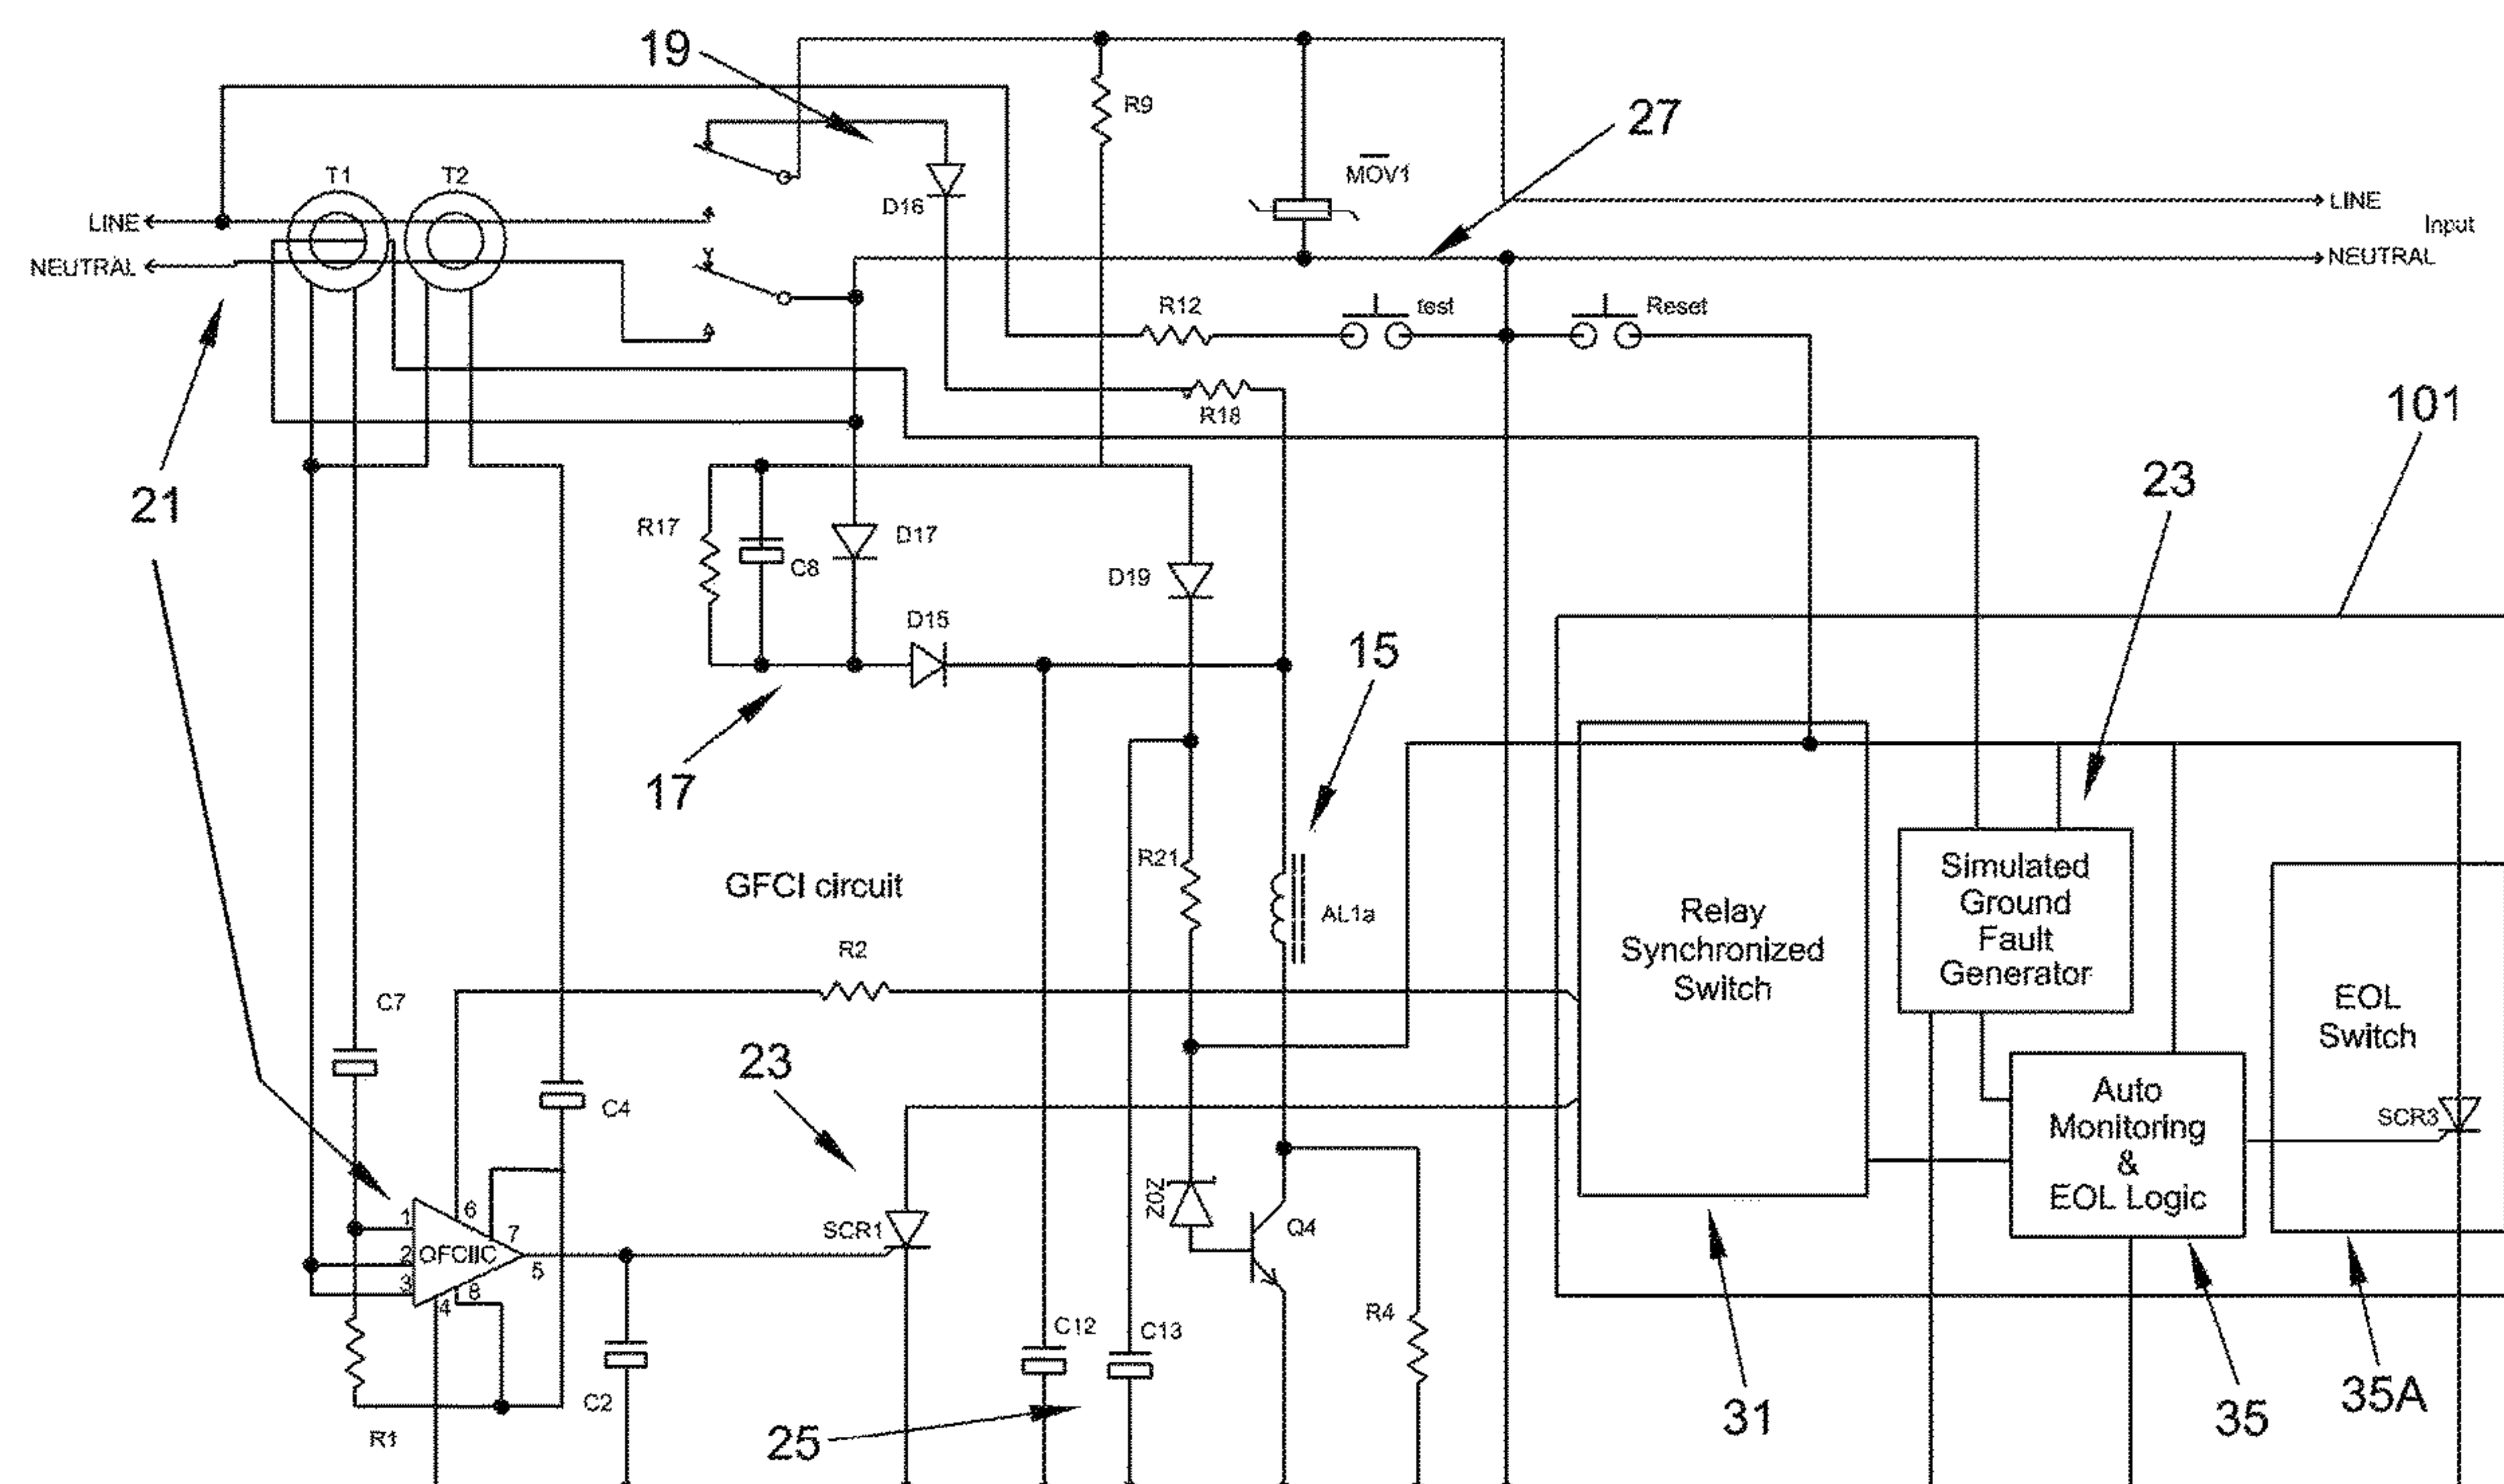 19
R9
27
MOV1
T1
T2
D16
LINE
LINE
Input
NEUTRAL
NEUTRAL
R12
test
Reset
R18
101
21
23
R17
C8
D17
D19
D15
15
17
R21
Simulated
Ground
Fault
Generator
GFCI circuit
AL1a
Relay
Synchronized
Switch
R2
C7
EOL
Switch
23
C4
Auto
Monitoring
&
EOL Logic
SCR3
Z02
6
1
7
SCR1
Q4
2
GFCIIC
5
3
8
4
C12
C13
R4
C2
R1
25
31
35
35A